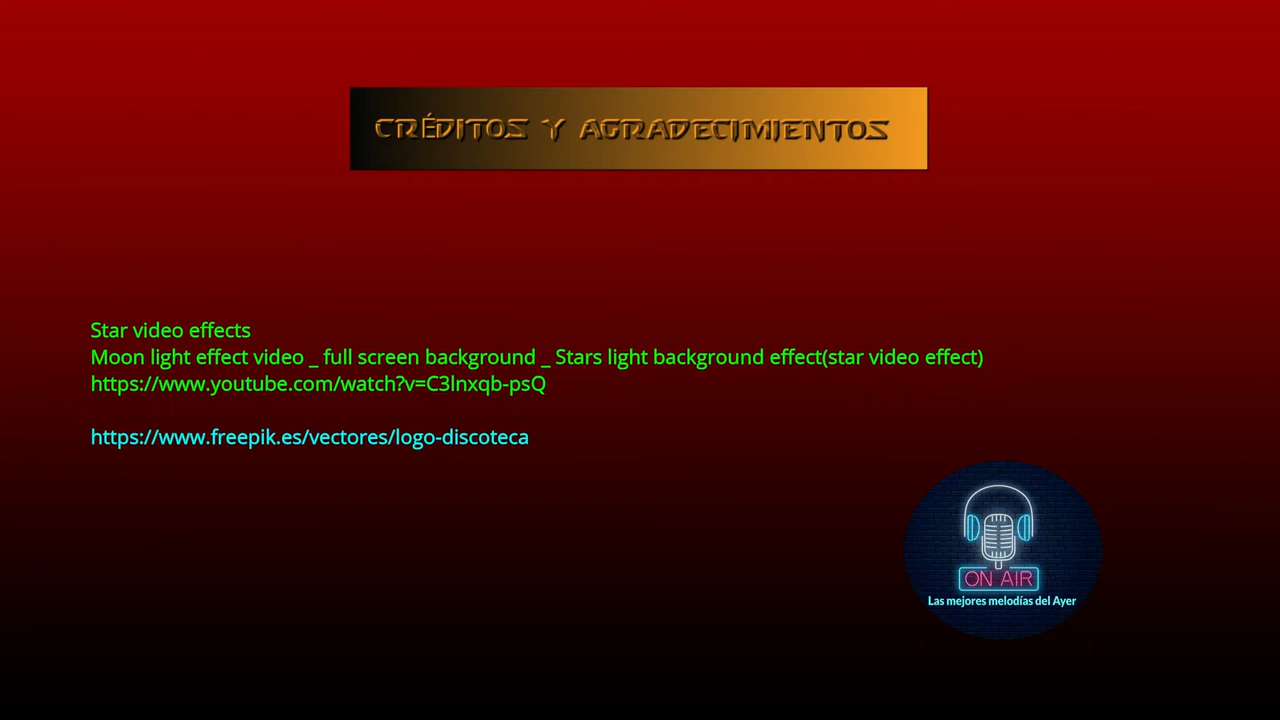 CRÉDITOS Y AGRADECIMIENTOS
Star video effects
Moon light effect video _ full screen background _ Stars light background effect(star video effect)
https://www.youtube.com/watch?v=C3lnxqb-psQ
https://www.freepik.es/vectores/logo-discoteca
ON AIR
Las mejores melodías del Ayer